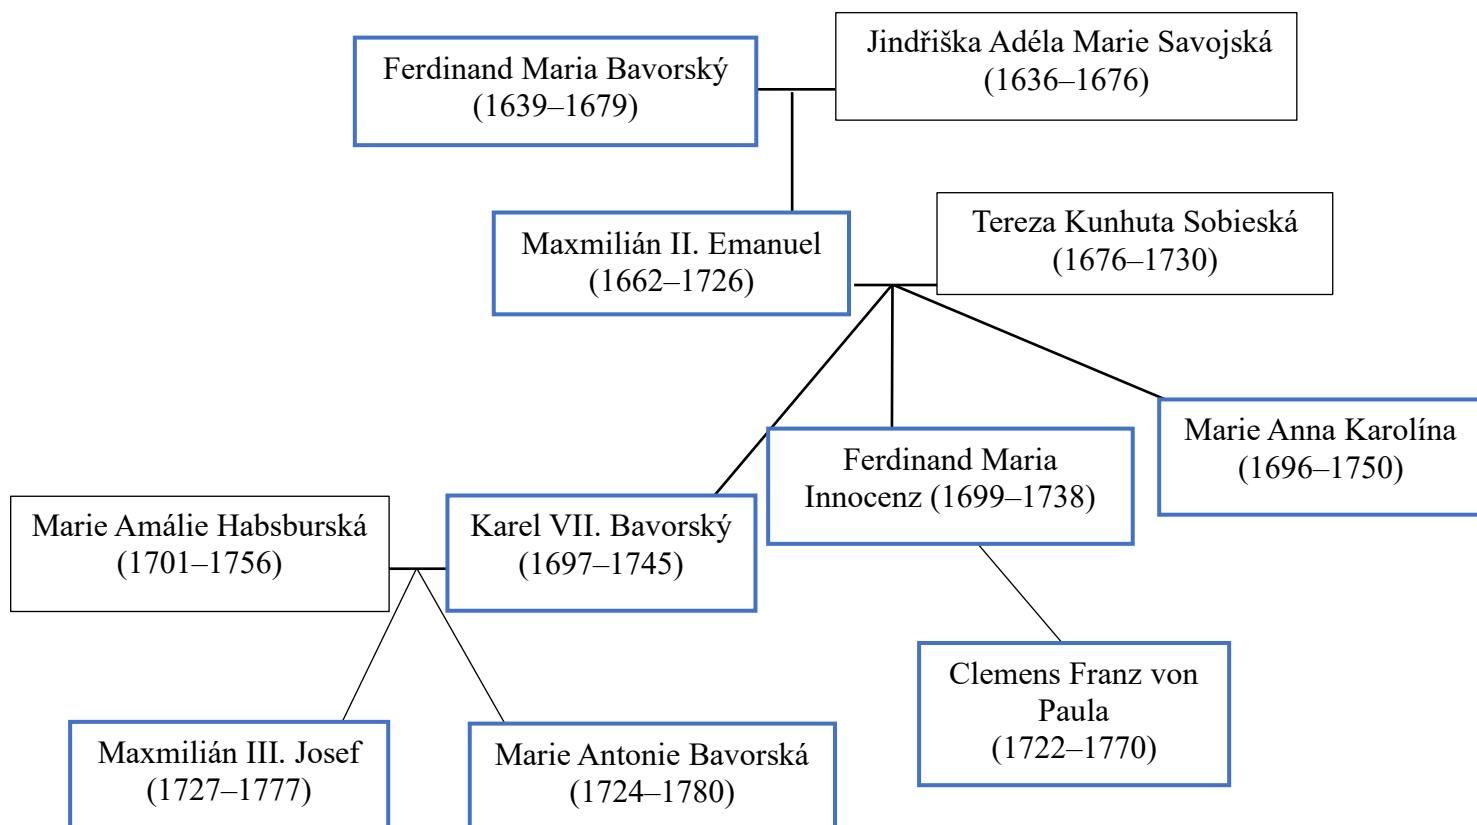 Jindřiška Adéla Marie Savojská
(1636–1676)
Ferdinand Maria Bavorský
(1639–1679)
Tereza Kunhuta Sobieská
(1676–1730)
Maxmilián II. Emanuel
(1662–1726)
Marie Anna Karolína
(1696–1750)
Ferdinand Maria
Innocenz (1699–1738)
Marie Amálie Habsburská
(1701–1756)
Karel VII. Bavorský
(1697–1745)
Clemens Franz von
Paula
(1722–1770)
Maxmilián III. Josef
(1727–1777)
Marie Antonie Bavorská
(1724–1780)